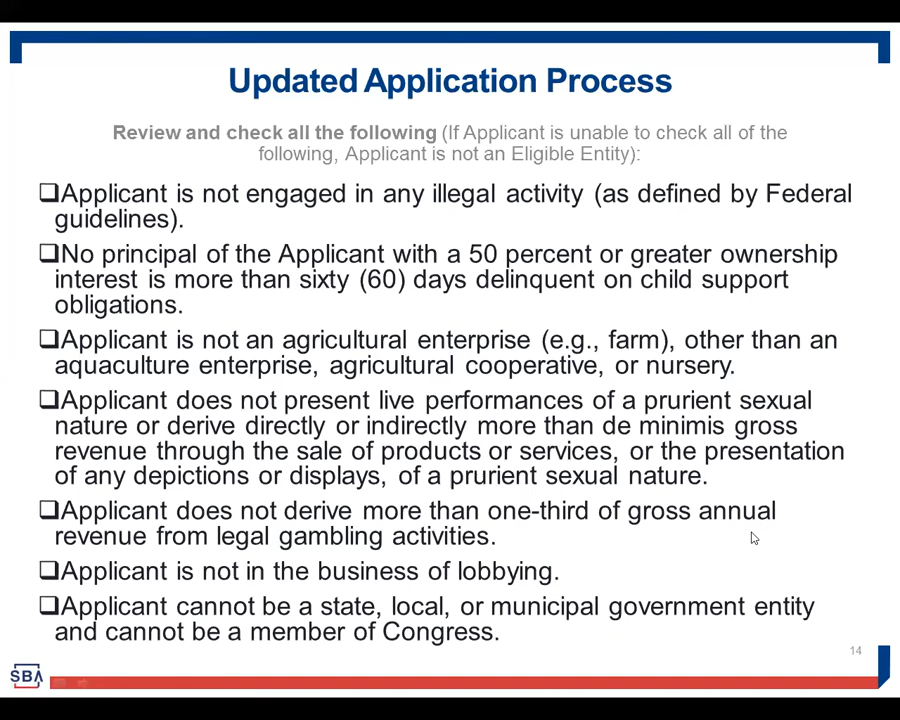 Updated Application Process
Review and check all the following (If Applicant is unable to check all of the
following, Applicant is not an Eligible Entity):
❑Applicant is not engaged in any illegal activity (as defined by Federal
guidelines).
❑No principal of the Applicant with a 50 percent or greater ownership
interest is more than sixty (60) days delinquent on child support
obligations.
❑Applicant is not an agricultural enterprise (e.g., farm), other than an
aquaculture enterprise, agricultural cooperative, or nursery.
❑Applicant does not present live performances of a prurient sexual
nature or derive directly or indirectly more than de minimis gross
revenue through the sale of products or services, or the presentation
of any depictions or displays, of a prurient sexual nature.
❑Applicant does not derive more than one-third of gross annual
revenue from legal gambling activities.
❑Applicant is not in the business of lobbying.
❑Applicant cannot be a state, local, or municipal government entity
and cannot be a member of Congress.
14
SBA